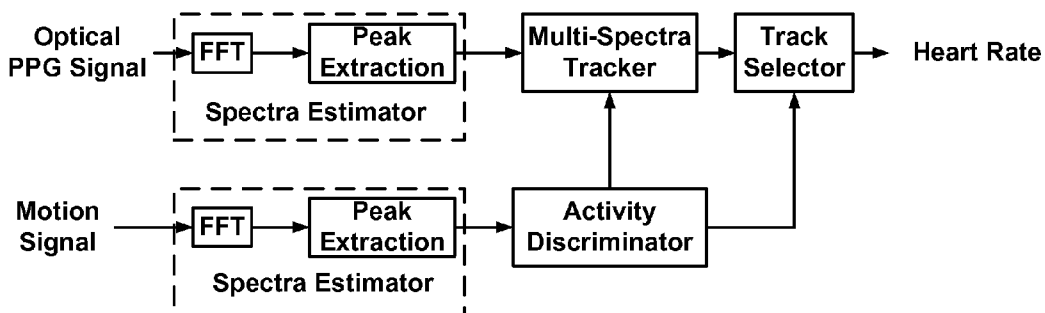 Optical
PPG Signal
FFT
Peak
Extraction
Spectra Estimator
Multi-Spectra
Tracker
Track
Selector
Heart Rate
Motion
Signal
FFT
Peak
Extraction
Spectra Estimator
Activity
Discriminator